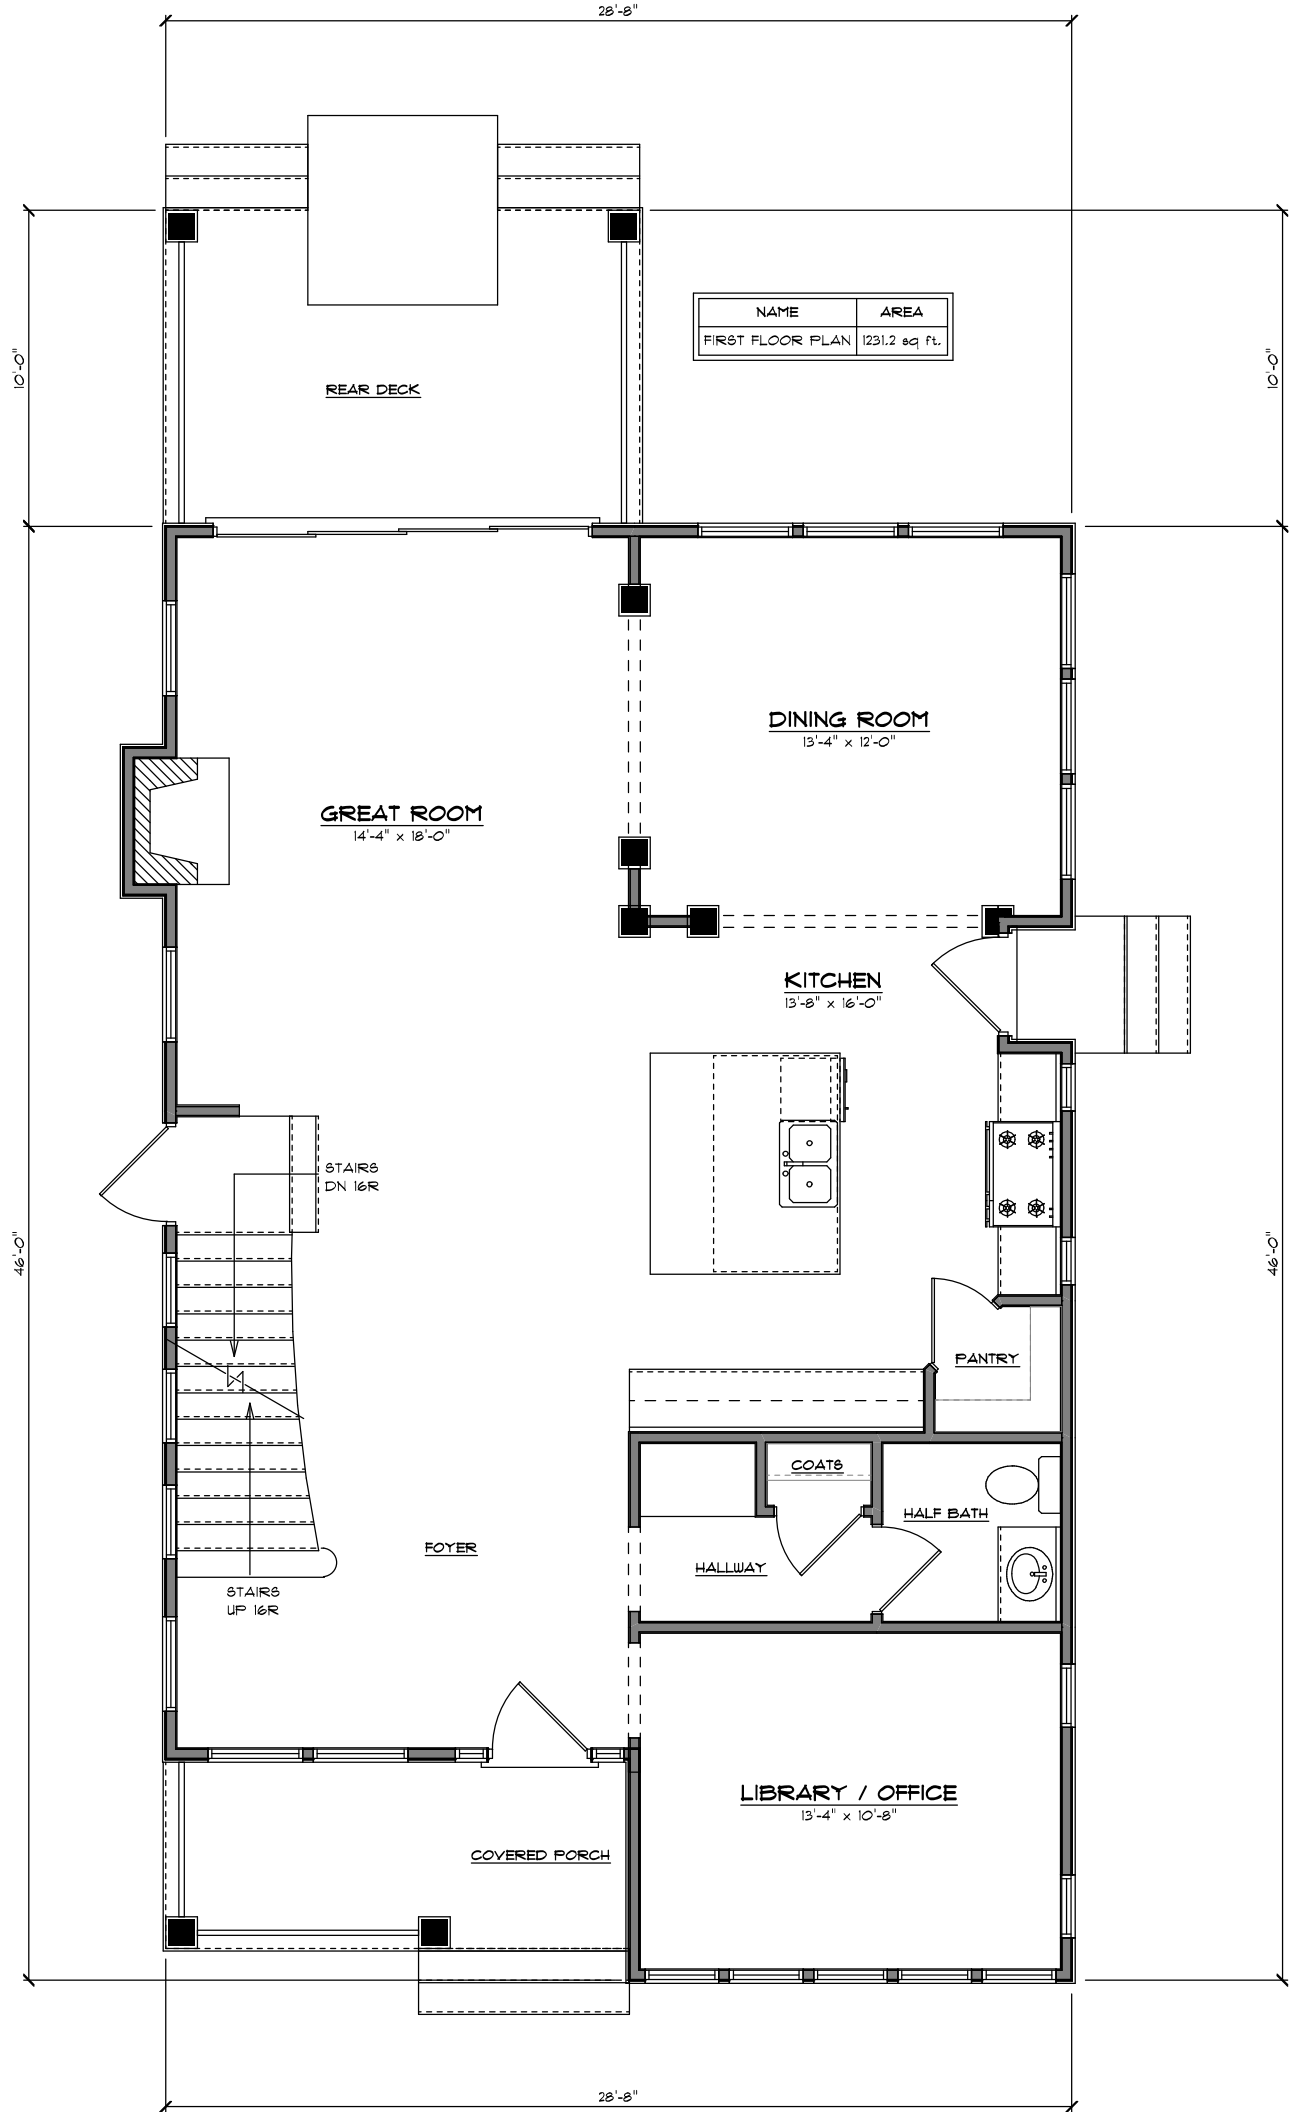 28'-8"
NAME AREA
FIRST FLOOR PLAN 1231.2 sq ft.
10'-0"
10'-0"
REAR DECK
DINING ROOM
13'-4" x 12'-0"
GREAT ROOM
14'-4" x 18'-0"
KITCHEN
13'-8" x 16'-0"
STAIRS
DN 16R
46'-0"
46'-0"
PANTRY
COATS
HALF BATH
FOYER
HALLWAY
STAIRS
UP 16R
LIBRARY / OFFICE
13'-4" x 10'-8"
COVERED PORCH
28'-8"